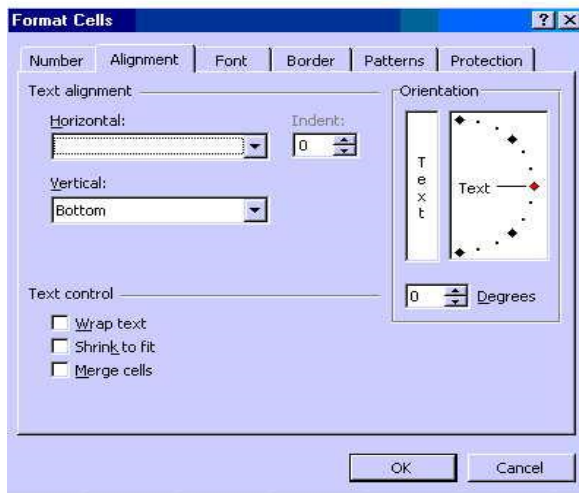 Format Cells
Number Alignment Font Border Patterns Protection
Text alignment
Horizontal:
Indent:
0
Vertical:
Bottom
Text control
Wrap text
Shrink to fit
Merge cells
Orientation
Text
Text
0 Degrees
OK Cancel